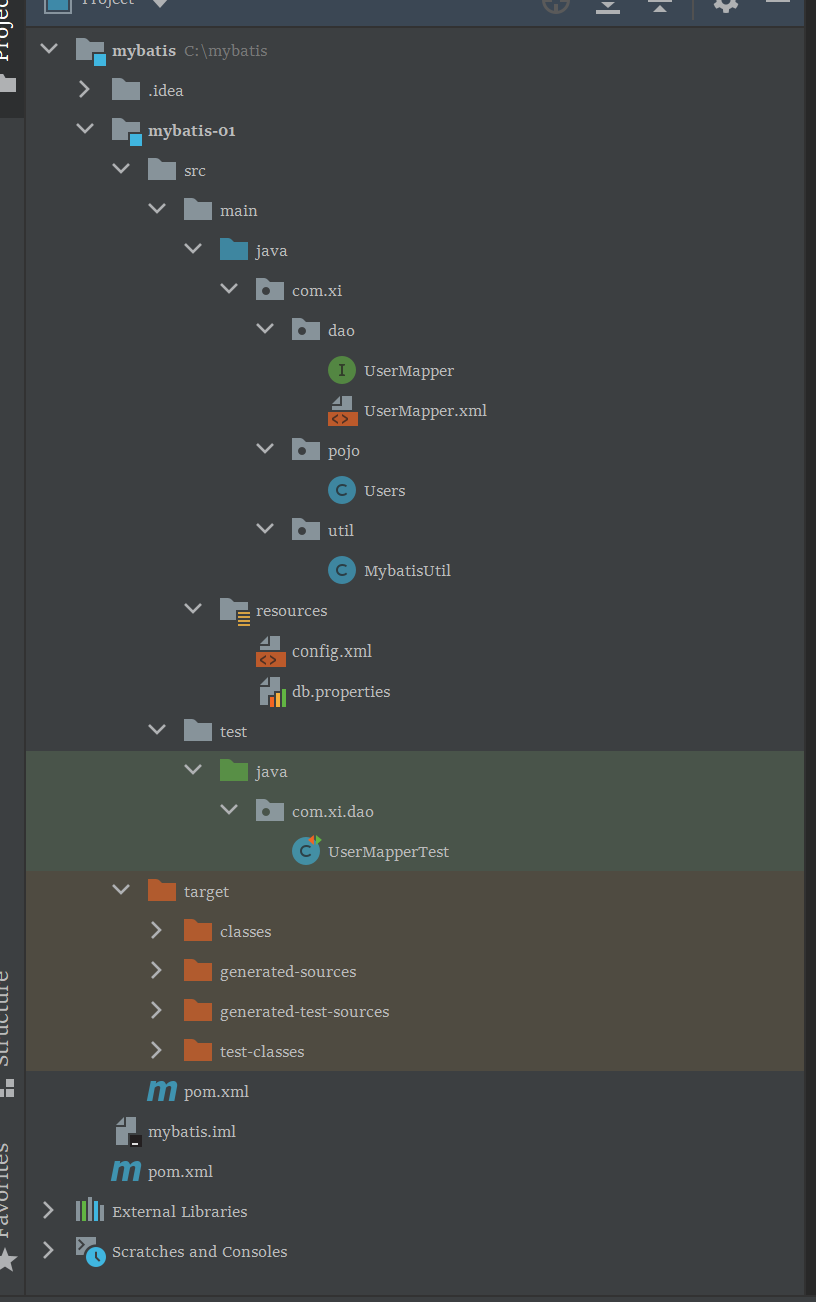 Project
mybatis C:\mybatis
.idea
mybatis-01
src
main
java
com.xi
dao
I UserMapper
<> UserMapper.xml
pojo
C Users
util
C MybatisUtil
resources
<> config.xml
db.properties
test
java
com.xi.dao
C UserMapperTest
target
classes
generated-sources
generated-test-sources
test-classes
m pom.xml
mybatis.iml
m pom.xml
External Libraries
Scratches and Consoles
Project
Structure
Favorites